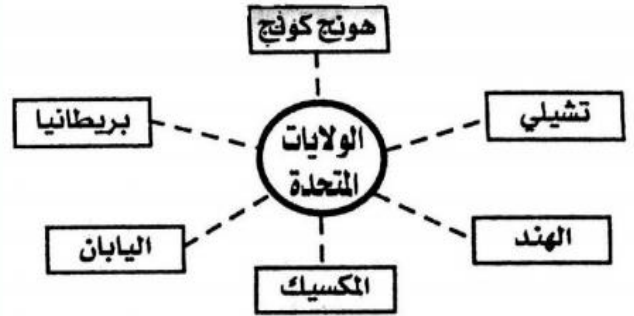 هونج كونج
تشيلي
بريطانيا
الولايات
المتحدة
الهند
اليابان
المكسيك